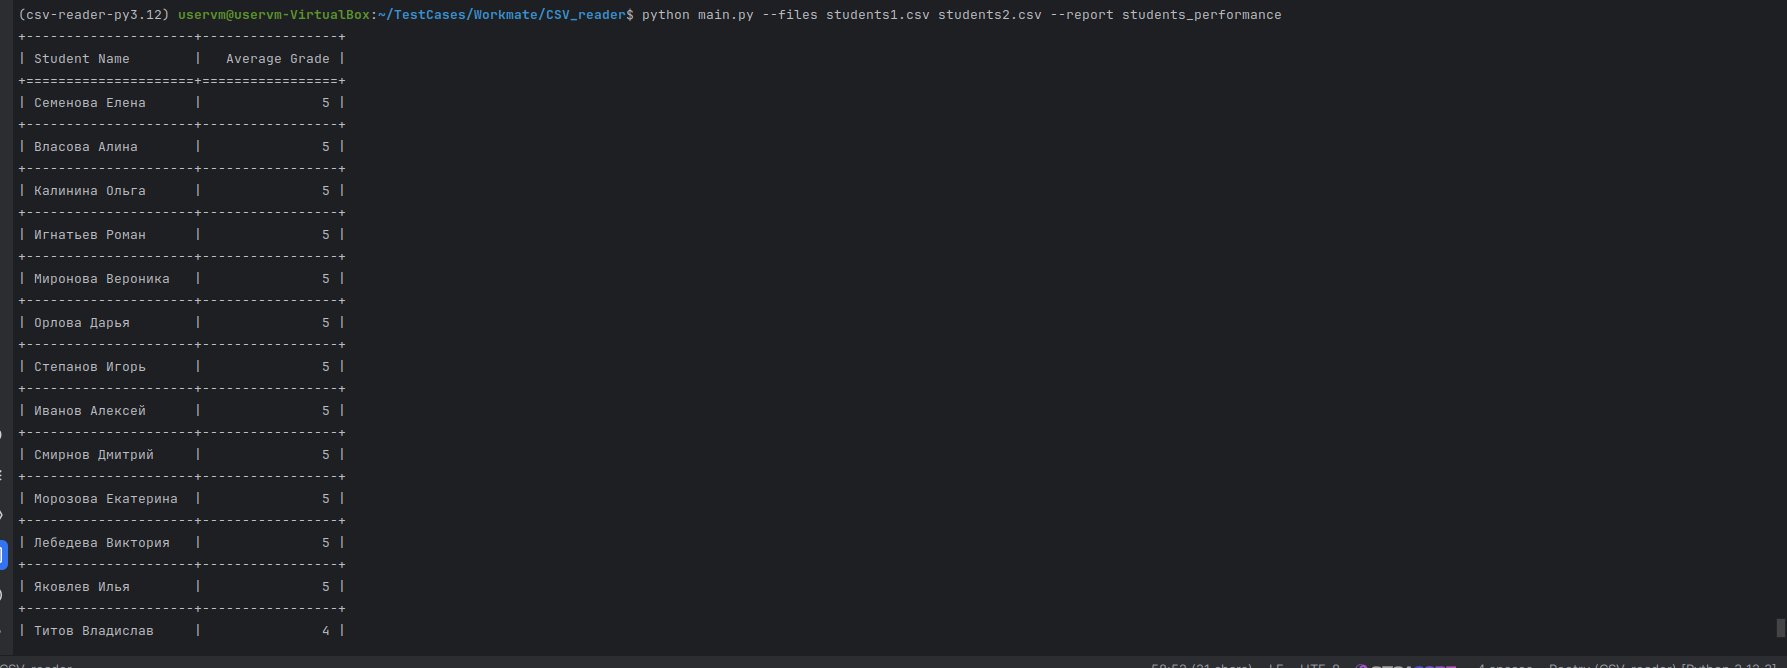 (csv-reader-py3.12) uservm@uservm-VirtualBox:~/TestCases/Workmate/CSV_reader$ python main.py --files students1.csv students2.csv --report students_performance
+---------------------+-----------------+
| Student Name        |   Average Grade |
+=====================+=================+
| Семенова Елена      |               5 |
+---------------------+-----------------+
| Власова Алина       |               5 |
+---------------------+-----------------+
| Калинина Ольга      |               5 |
+---------------------+-----------------+
| Игнатьев Роман      |               5 |
+---------------------+-----------------+
| Миронова Вероника   |               5 |
+---------------------+-----------------+
| Орлова Дарья        |               5 |
+---------------------+-----------------+
| Степанов Игорь      |               5 |
+---------------------+-----------------+
| Иванов Алексей      |               5 |
+---------------------+-----------------+
| Смирнов Дмитрий     |               5 |
+---------------------+-----------------+
| Морозова Екатерина  |               5 |
+---------------------+-----------------+
| Лебедева Виктория   |               5 |
+---------------------+-----------------+
| Яковлев Илья        |               5 |
+---------------------+-----------------+
| Титов Владислав     |               4 |